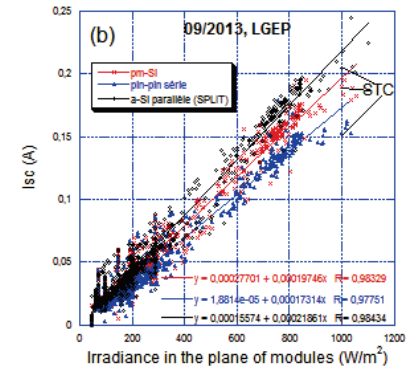 0,25
(b)
09/2013, LGEP
pm-Si
pin-pin série
a-Si parallèle (SPLIT)
STC
0,2
0,15
0,1
0,05
0
Isc (A)
y = 0,00027701 + 0,00019746x R= 0,98329
y = 1,8814e-05 + 0,00017314x R= 0,97751
y = 0,00015574 + 0,00021861x R= 0,98434
0 200 400 600 800 1000 1200
Irradiance in the plane of modules (W/m²)